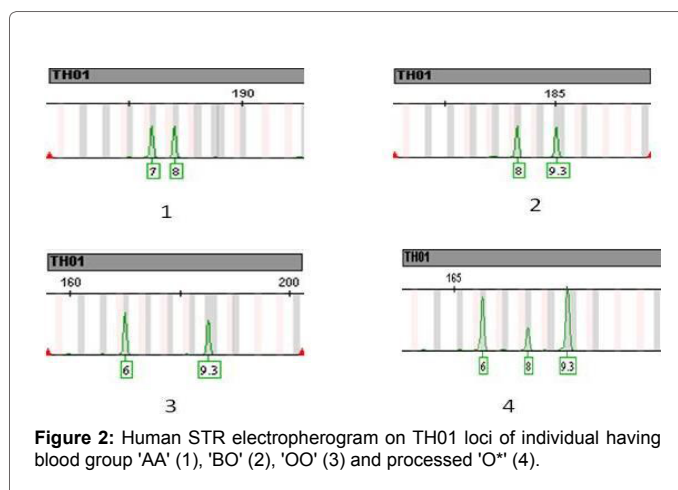 TH01
190
7 8
1
TH01
185
8 9.3
2
TH01
160 200
6 9.3
3
TH01
165
6 8 9.3
4
Figure 2: Human STR electropherogram on TH01 loci of individual having
blood group 'AA' (1), 'BO' (2), 'OO' (3) and processed 'O*' (4).